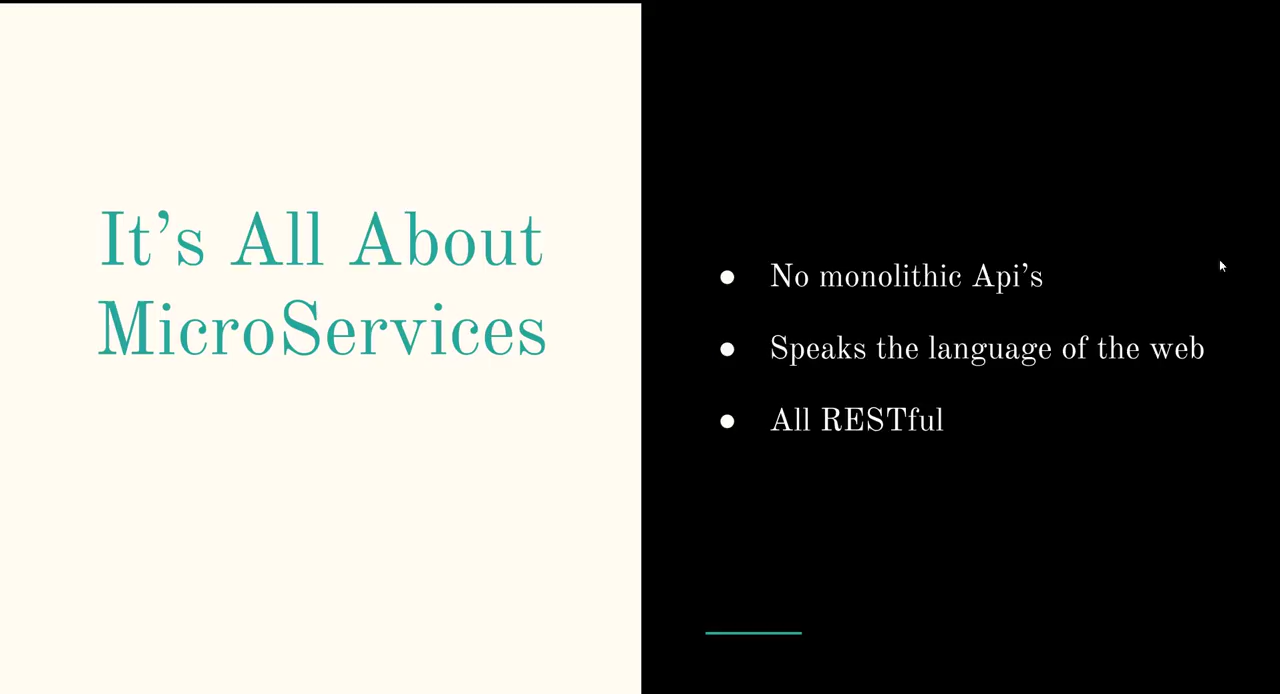 It’s All About
MicroServices
● No monolithic Api’s
● Speaks the language of the web
● All RESTful